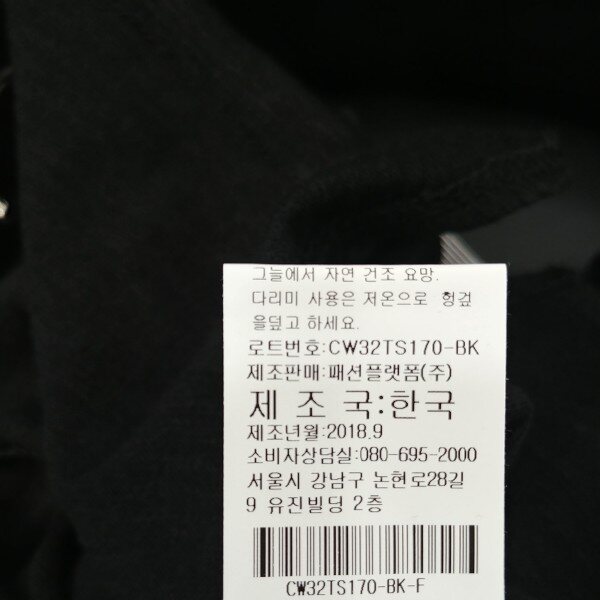 그늘에서 자연 건조 요망.
다리미 사용은 저온으로 헝겊
을덮고 하세요.
로트번호:CW32TS170-BK
제조판매:패션플랫폼(주)
제 조 국:한국
제조년월:2018.9
소비자상담실:080-695-2000
서울시 강남구 논현로28길
9 유진빌딩 2층
CW32TS170-BK-F